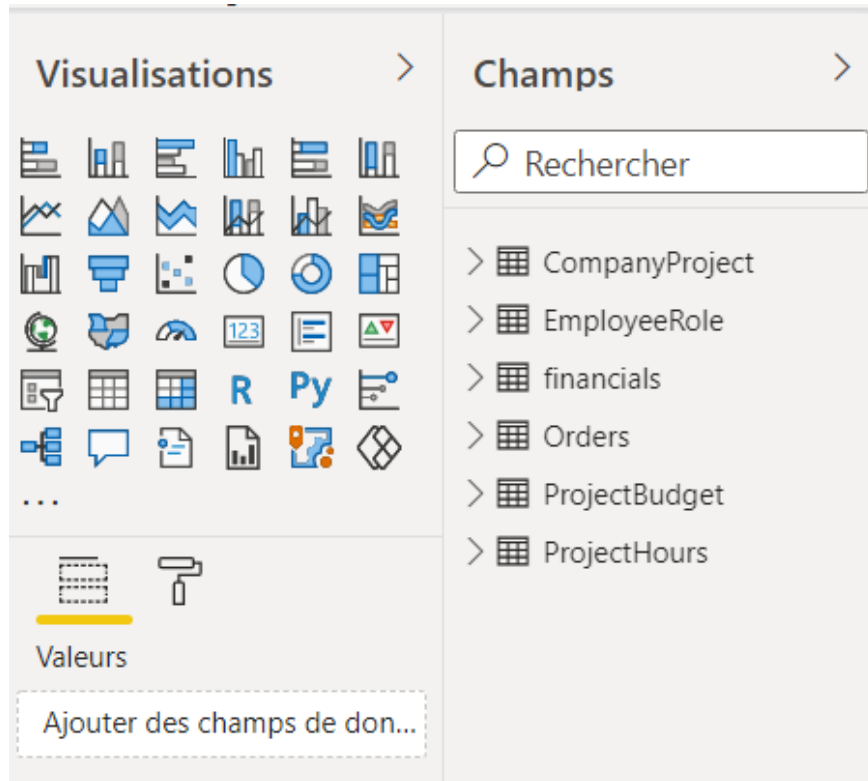 Visualisations
123
R
Py
...
Valeurs
Ajouter des champs de don...
Champs
Rechercher
CompanyProject
EmployeeRole
financials
Orders
ProjectBudget
ProjectHours